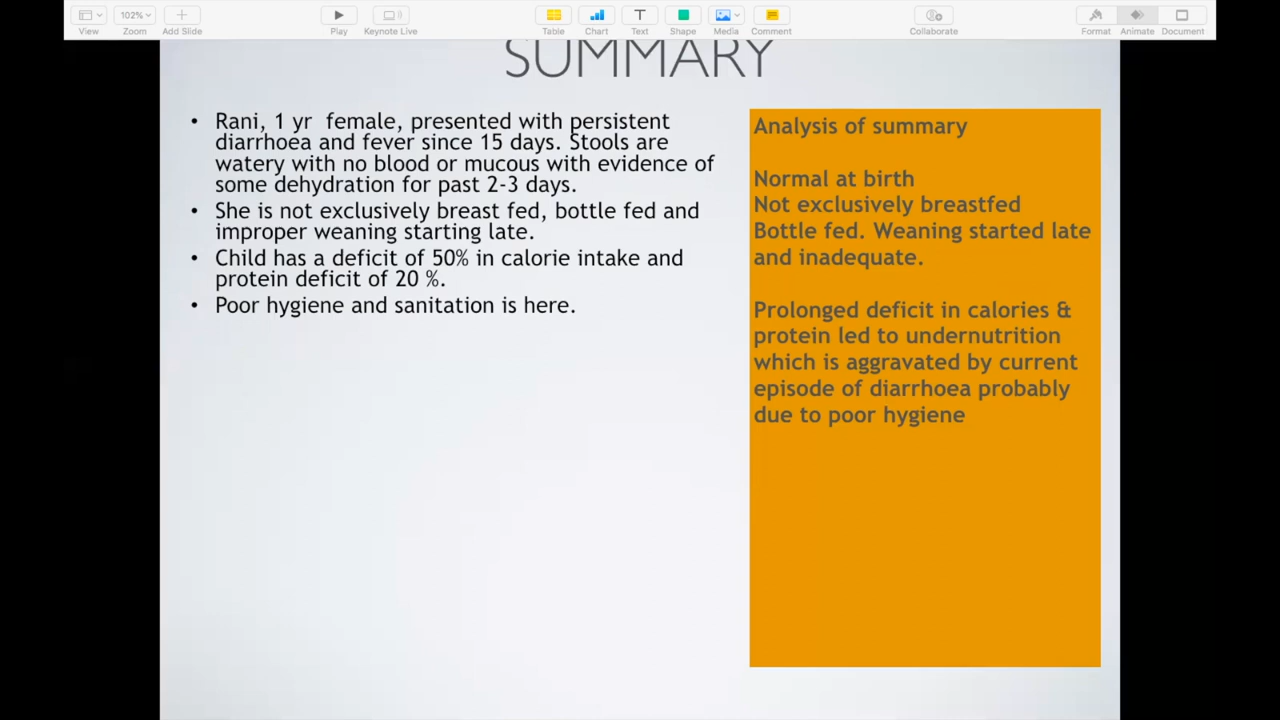 View
102%
Zoom
Add Slide
Play
Keynote Live
Table
Chart
T
Text
Shape
Media
Comment
Collaborate
Format
Animate
Document
SUMMARY
• Rani, 1 yr  female, presented with persistent
diarrhoea and fever since 15 days. Stools are
watery with no blood or mucous with evidence of
some dehydration for past 2-3 days.
• She is not exclusively breast fed, bottle fed and
improper weaning starting late.
• Child has a deficit of 50% in calorie intake and
protein deficit of 20 %.
• Poor hygiene and sanitation is here.
Analysis of summary
Normal at birth
Not exclusively breastfed
Bottle fed. Weaning started late
and inadequate.
Prolonged deficit in calories &
protein led to undernutrition
which is aggravated by current
episode of diarrhoea probably
due to poor hygiene